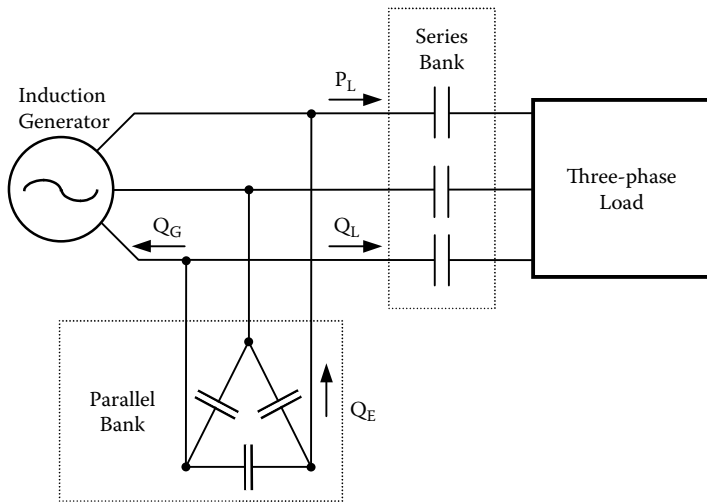 Series
Bank
P_L
Induction
Generator
Three-phase
Load
Q_G
Q_L
Parallel
Bank
Q_E